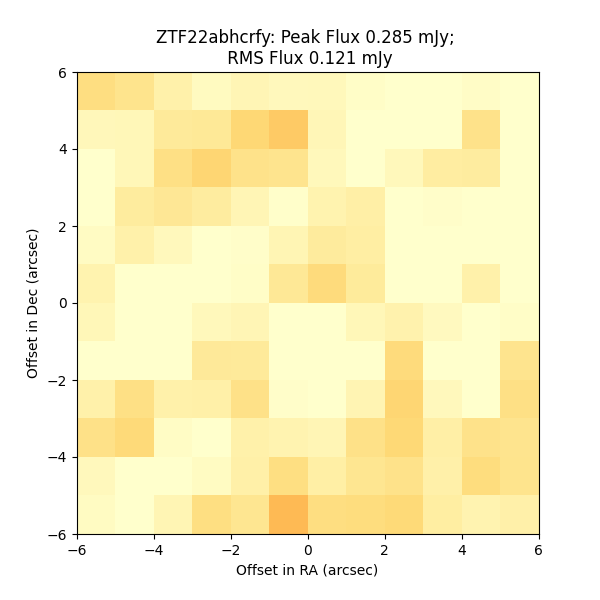 ZTF22abhcrfy: Peak Flux 0.285 mJy;
RMS Flux 0.121 mJy
6
4
2
0
−2
−4
−6
Offset in Dec (arcsec)
−6 −4 −2 0 2 4 6
Offset in RA (arcsec)